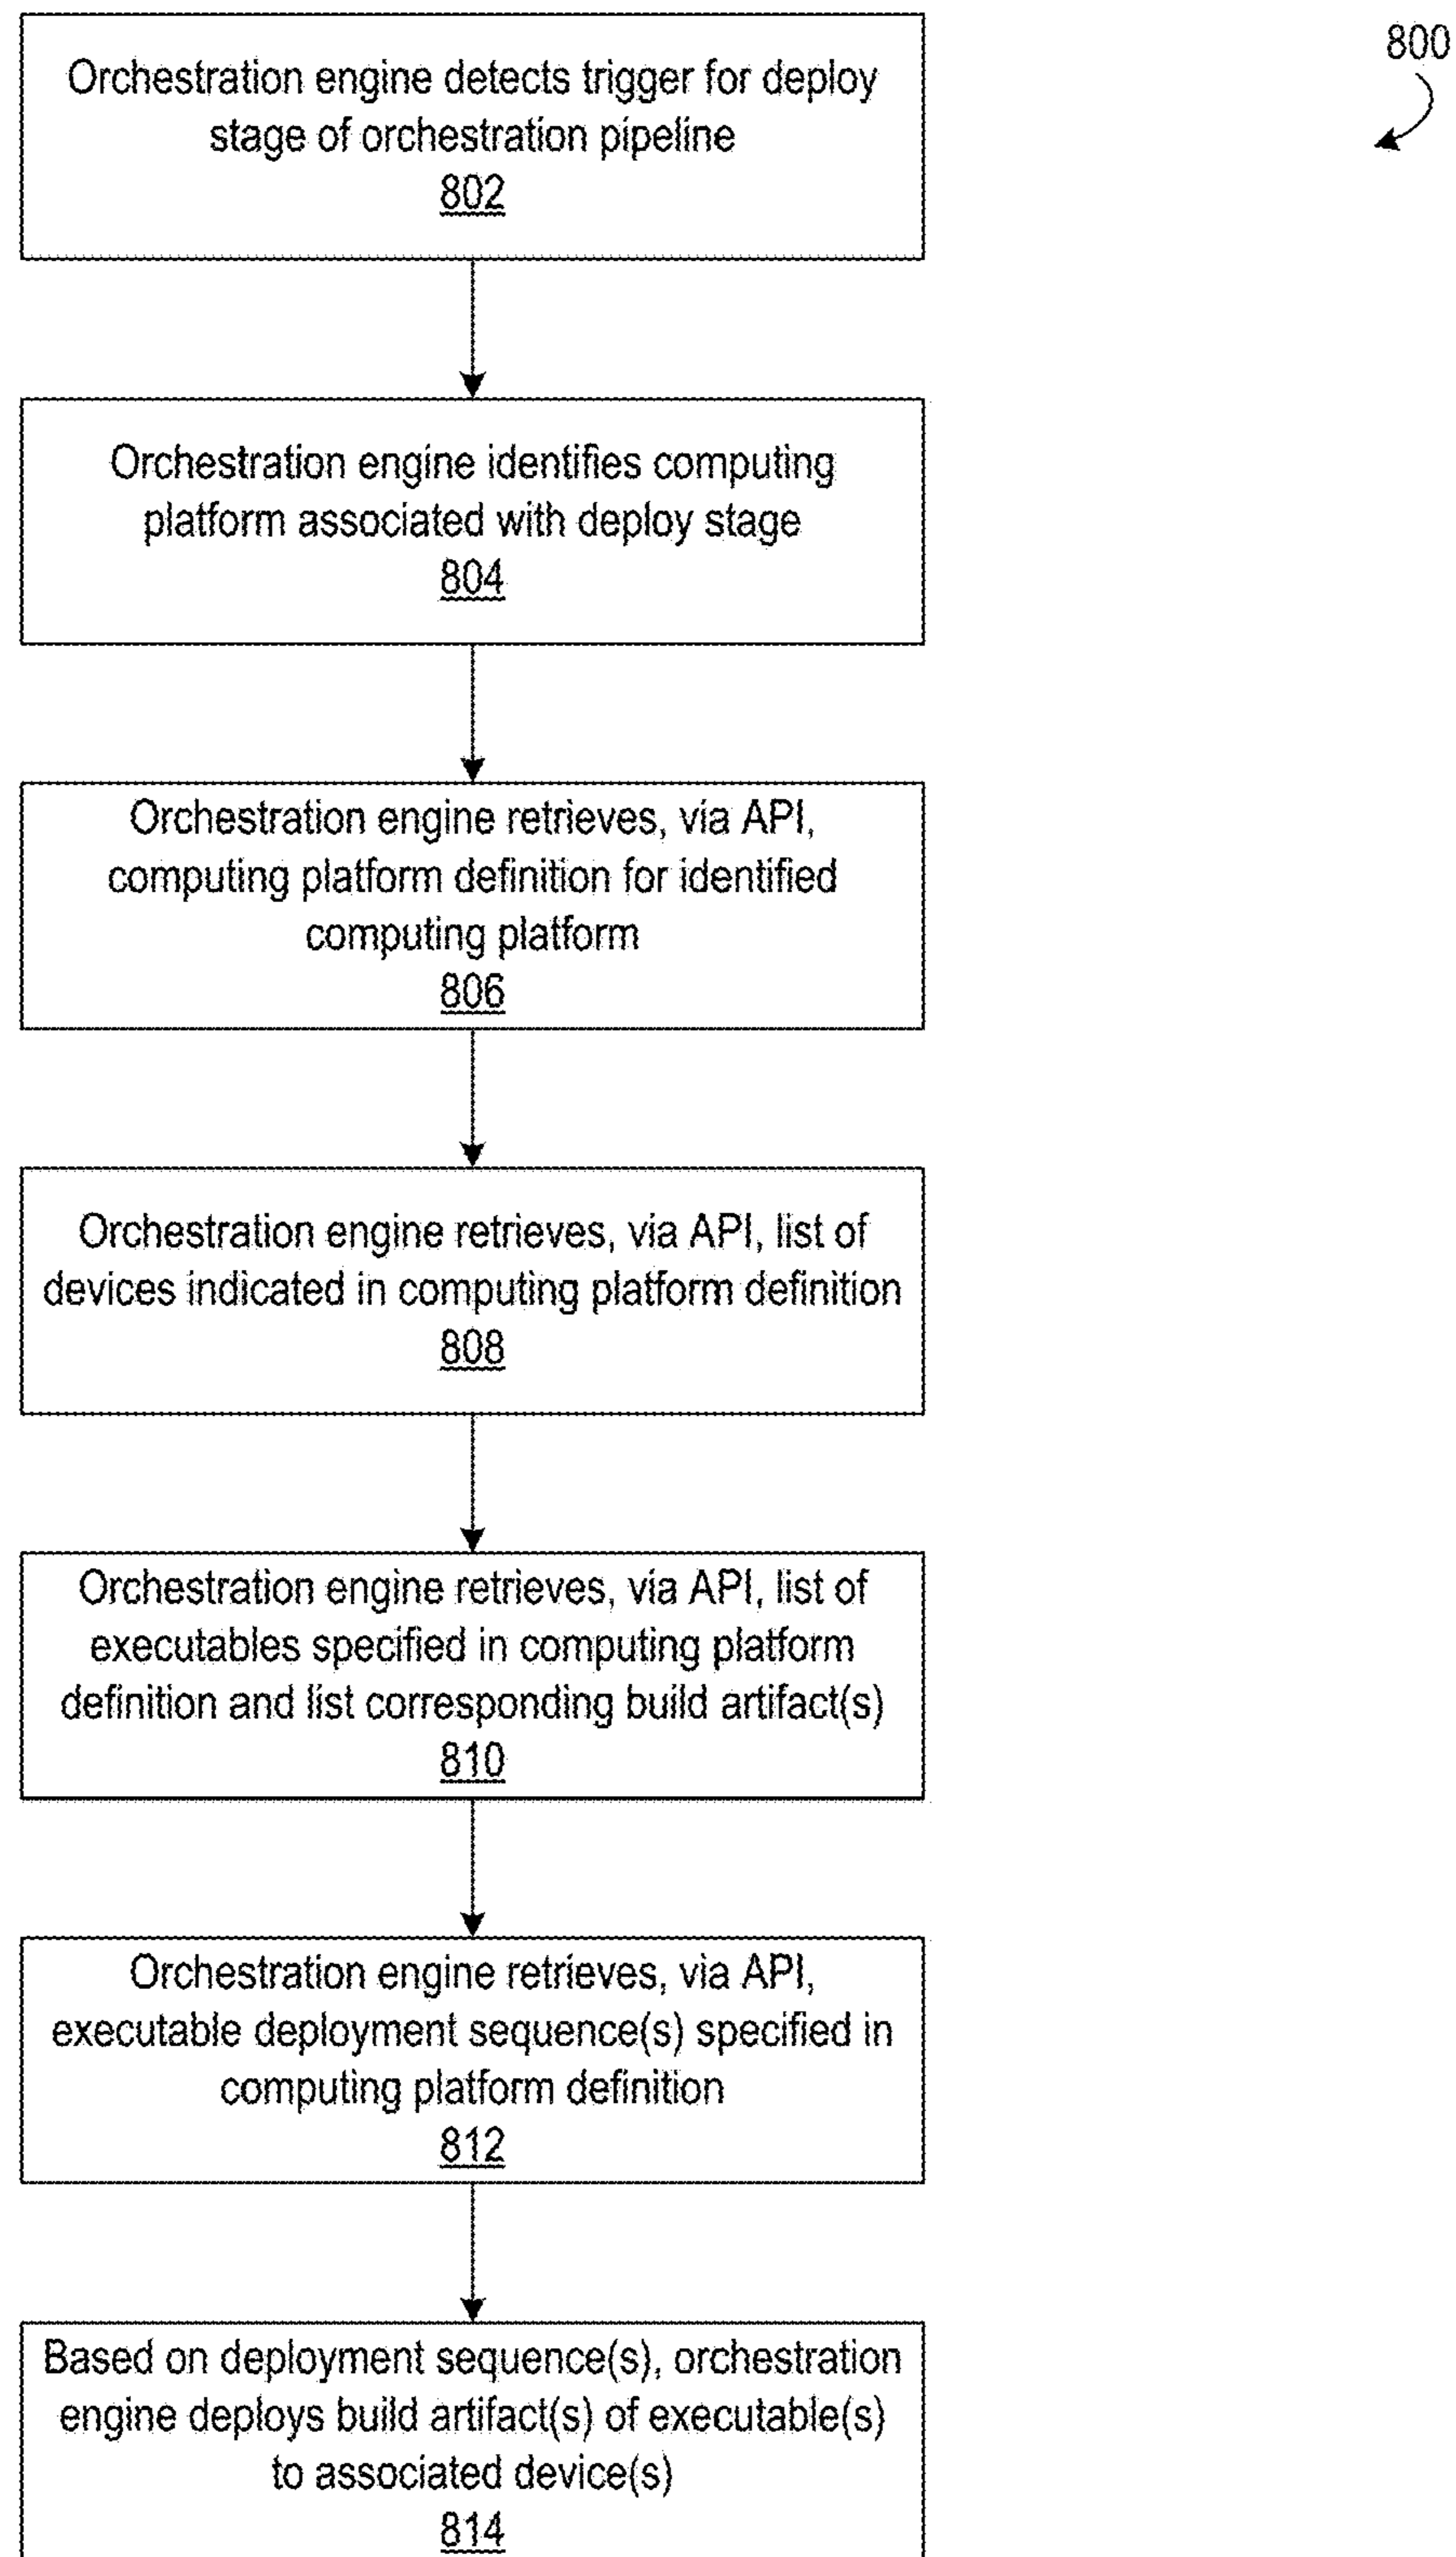 800
Orchestration engine detects trigger for deploy
stage of orchestration pipeline
802
Orchestration engine identifies computing
platform associated with deploy stage
804
Orchestration engine retrieves, via API,
computing platform definition for identified
computing platform
806
Orchestration engine retrieves, via API, list of
devices indicated in computing platform definition
808
Orchestration engine retrieves, via API, list of
executables specified in computing platform
definition and list corresponding build artifact(s)
810
Orchestration engine retrieves, via API,
executable deployment sequence(s) specified in
computing platform definition
812
Based on deployment sequence(s), orchestration
engine deploys build artifact(s) of executable(s)
to associated device(s)
814